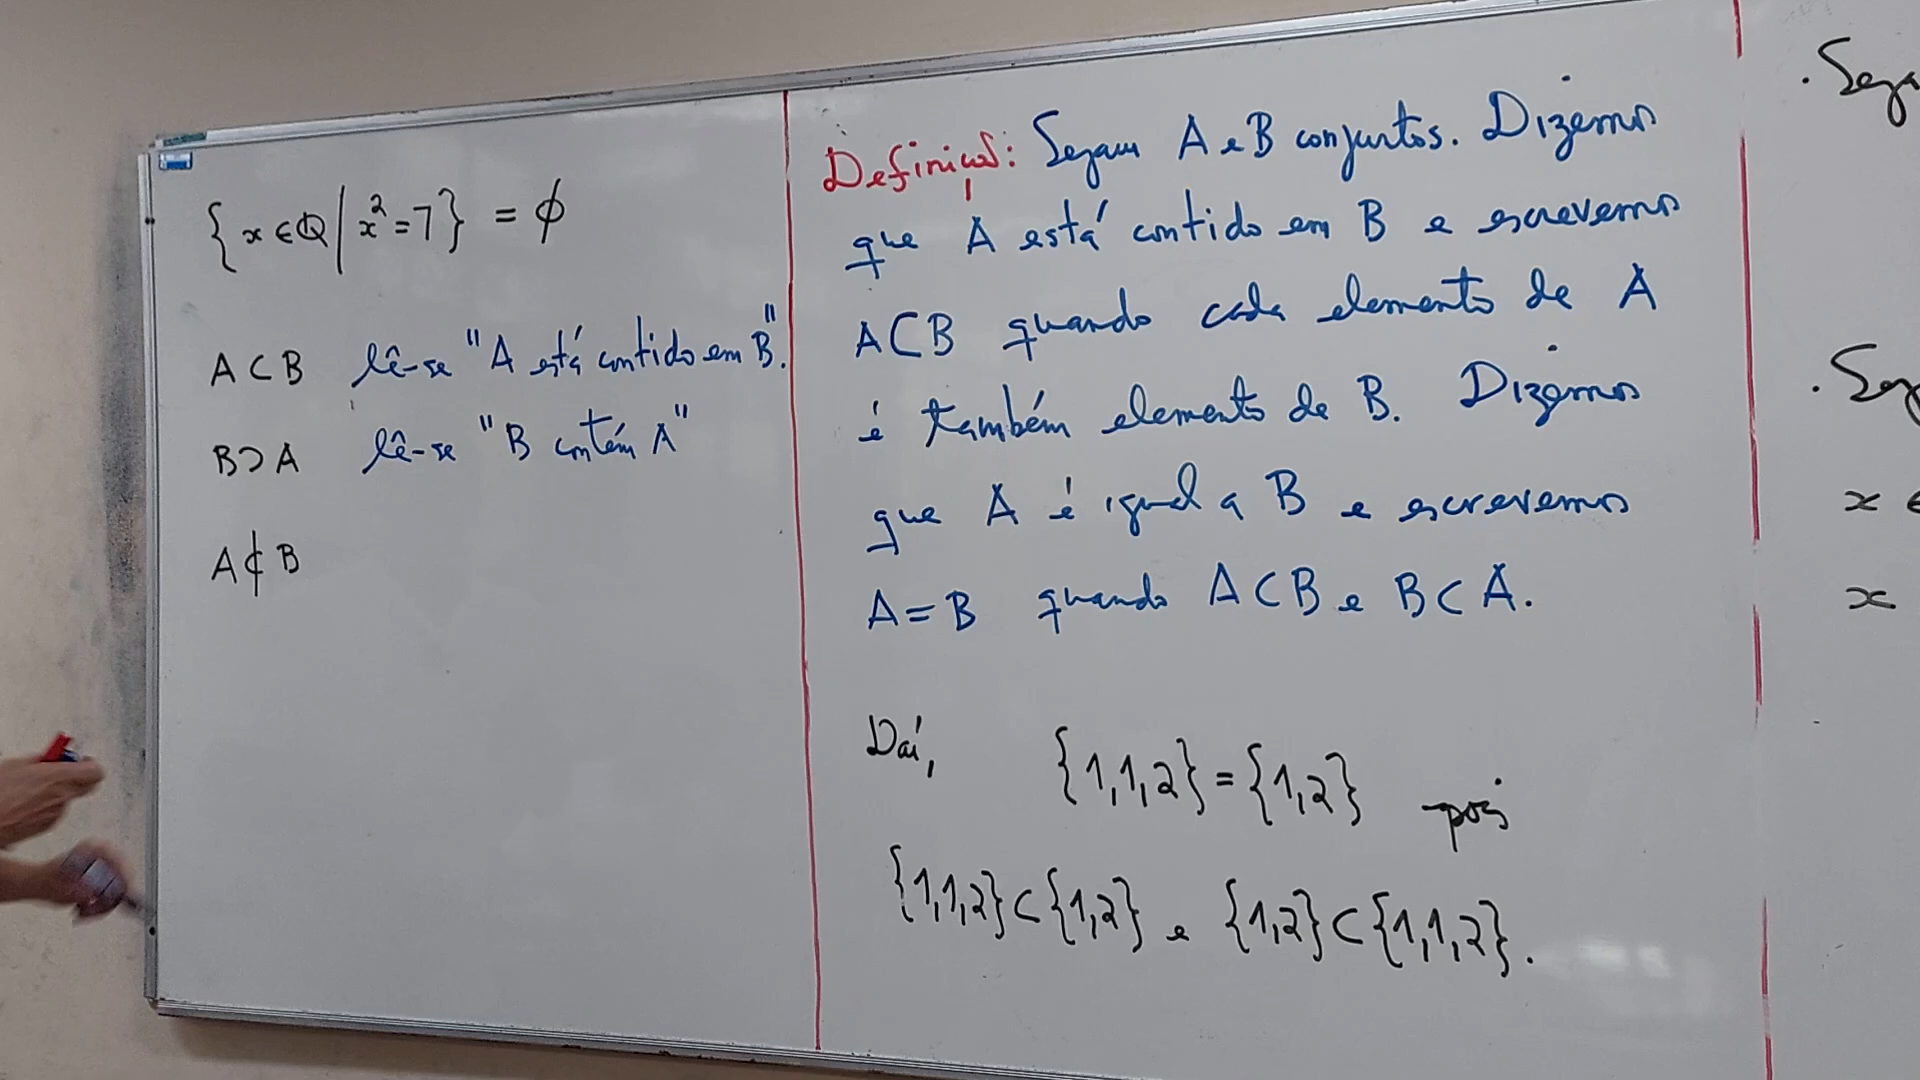 {x ∈ ℚ | x² = 7} = ∅
A ⊂ B lê-se "A está contido em B".
B ⊃ A lê-se "B contém A"
A ⊄ B
Definição: Sejam A e B conjuntos. Dizemos
que A está contido em B e escrevemos
A ⊂ B quando cada elemento de A
é também elemento de B. Dizemos
que A é igual a B e escrevemos
A = B quando A ⊂ B e B ⊂ A.
Daí, {1,1,2} = {1,2} pois
{1,1,2} ⊂ {1,2} e {1,2} ⊂ {1,1,2}.
x ∈
x